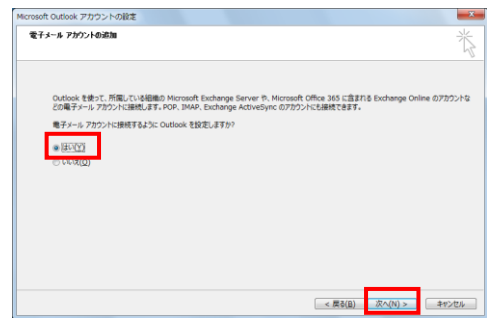 Microsoft Outlook アカウントの設定
電子メール アカウントの追加
Outlook を使って、所属している組織の Microsoft Exchange Server や、Microsoft Office 365 に含まれる Exchange Online のアカウントな
どの電子メール アカウントに接続します。POP、IMAP、Exchange ActiveSync のアカウントにも接続できます。
電子メール アカウントに接続するように Outlook を設定しますか?
はい(Y)
いいえ(O)
< 戻る(B) 次へ(N) > キャンセル